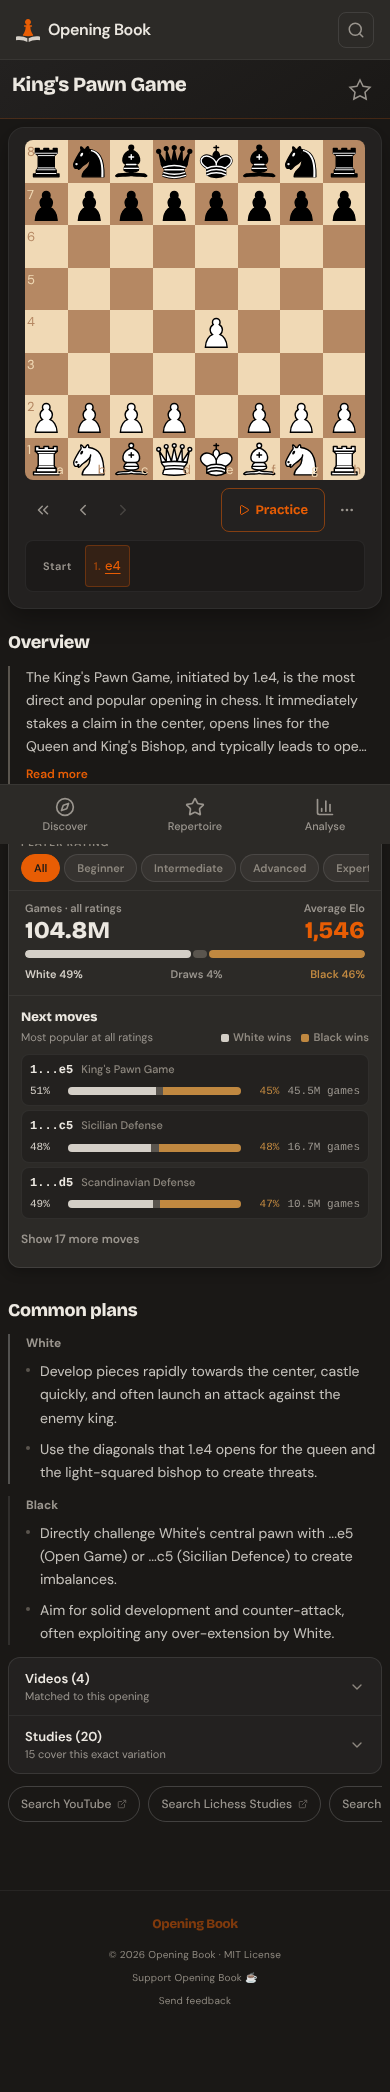 Opening Book
King's Pawn Game
8
7
6
5
4
3
2
1
a b c d e f g h
Practice
Start 1. e4
Overview
The King's Pawn Game, initiated by 1.e4, is the most
direct and popular opening in chess. It immediately
stakes a claim in the center, opens lines for the
Queen and King's Bishop, and typically leads to ope…
Read more
Discover Repertoire Analyse
PLAYER RATING
All Beginner Intermediate Advanced Expert
Games · all ratings Average Elo
104.8M 1,546
White 49% Draws 4% Black 46%
Next moves
Most popular at all ratings White wins Black wins
1...e5 King's Pawn Game
51% 45% 45.5M games
1...c5 Sicilian Defense
48% 48% 16.7M games
1...d5 Scandinavian Defense
49% 47% 10.5M games
Show 17 more moves
Common plans
White
• Develop pieces rapidly towards the center, castle
quickly, and often launch an attack against the
enemy king.
• Use the diagonals that 1.e4 opens for the queen and
the light-squared bishop to create threats.
Black
• Directly challenge White's central pawn with ...e5
(Open Game) or ...c5 (Sicilian Defence) to create
imbalances.
• Aim for solid development and counter-attack,
often exploiting any over-extension by White.
Videos (4)
Matched to this opening
Studies (20)
15 cover this exact variation
Search YouTube Search Lichess Studies Search
Opening Book
© 2026 Opening Book · MIT License
Support Opening Book ☕
Send feedback